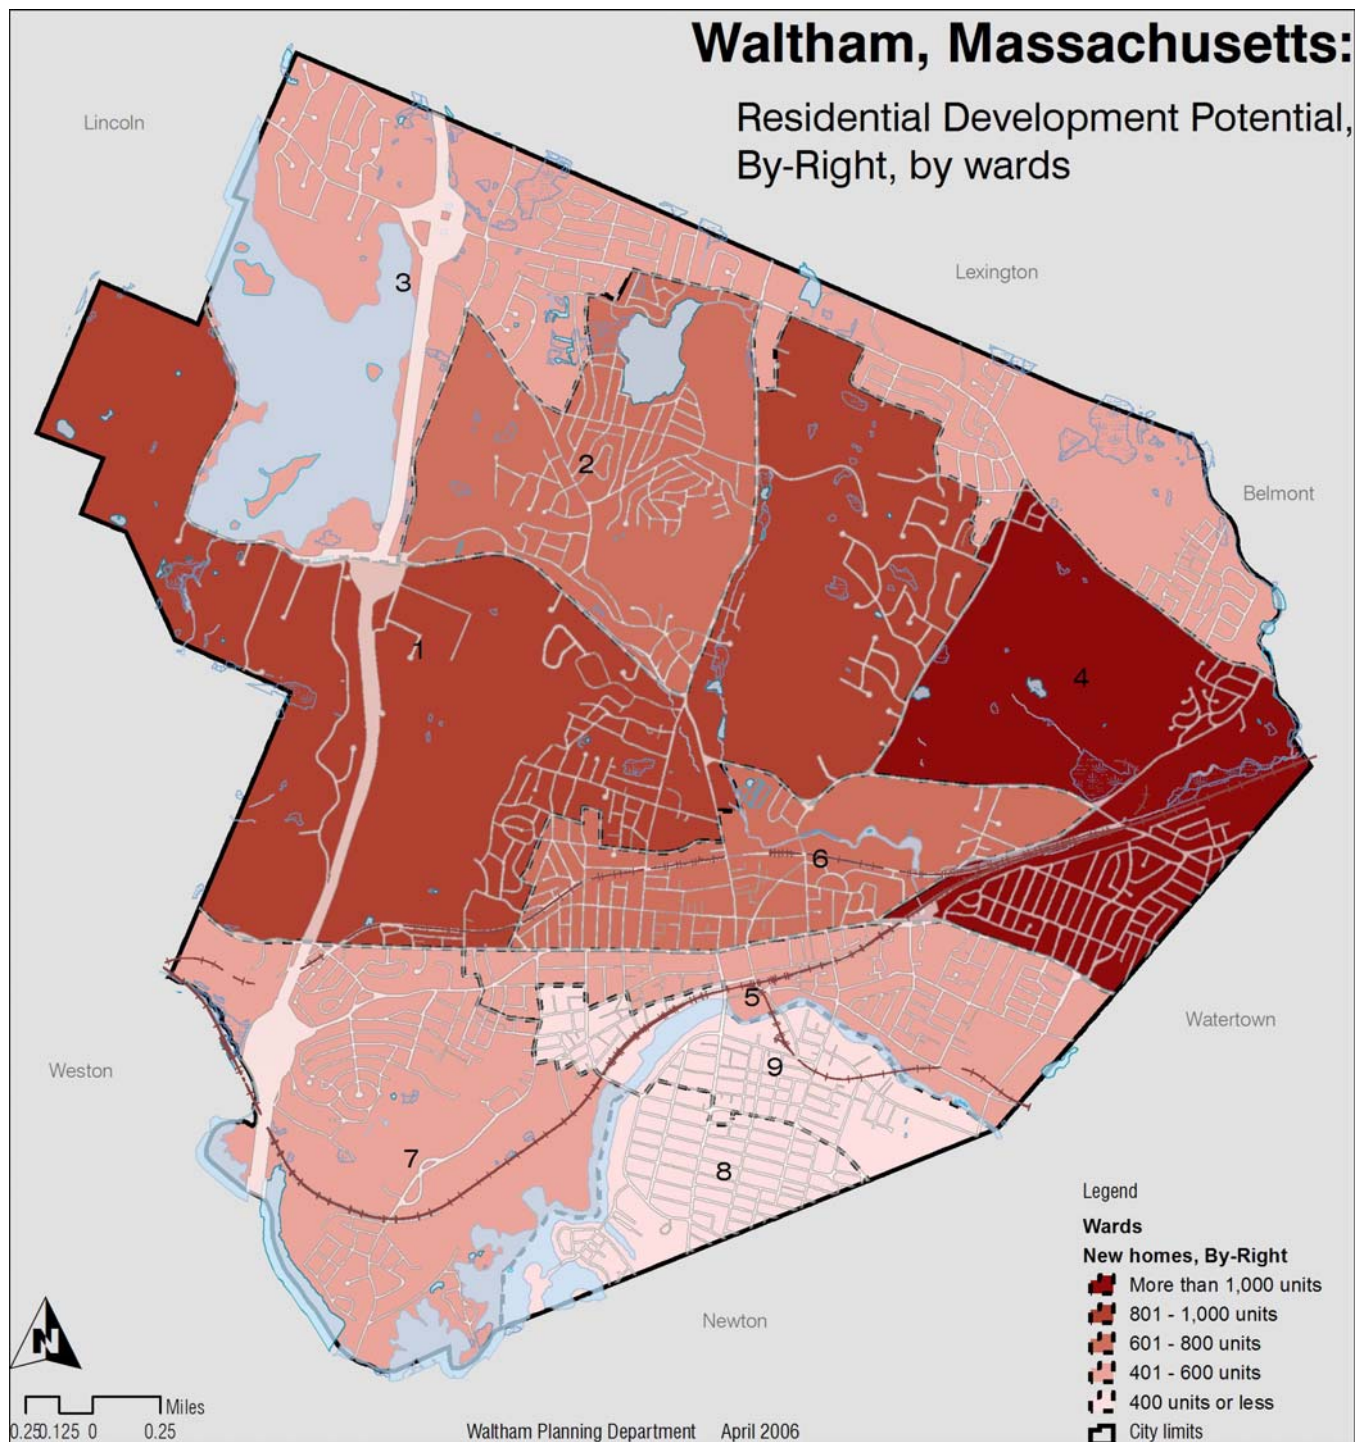 Waltham, Massachusetts:
Residential Development Potential,
By-Right, by wards
Lincoln
Lexington
3
2
Belmont
1
4
6
5
Watertown
9
Weston
7
8
Newton
Legend
Wards
New homes, By-Right
More than 1,000 units
801 - 1,000 units
601 - 800 units
401 - 600 units
400 units or less
City limits
N
Miles
0.25 0.125 0 0.25
Waltham Planning Department April 2006